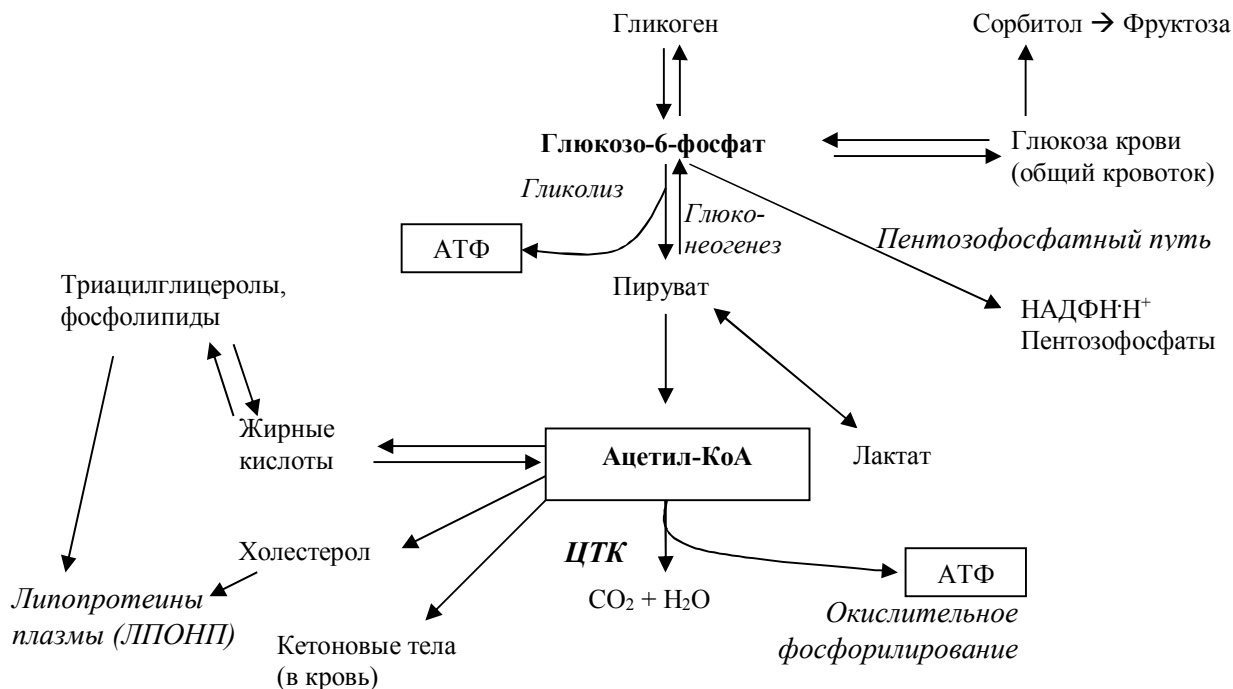 Гликоген
Сорбитол → Фруктоза
Глюкозо-6-фосфат
Глюкоза крови
(общий кровоток)
Гликолиз
Глюко-
неогенез
АТФ
Пентозофосфатный путь
Триацилглицеролы,
фосфолипиды
Пируват
НАДФН·Н⁺
Пентозофосфаты
Жирные
кислоты
Ацетил-КоА
Лактат
Холестерол
ЦТК
АТФ
Липопротеины
плазмы (ЛПОНП)
CO₂ + H₂O
Окислительное
фосфорилирование
Кетоновые тела
(в кровь)